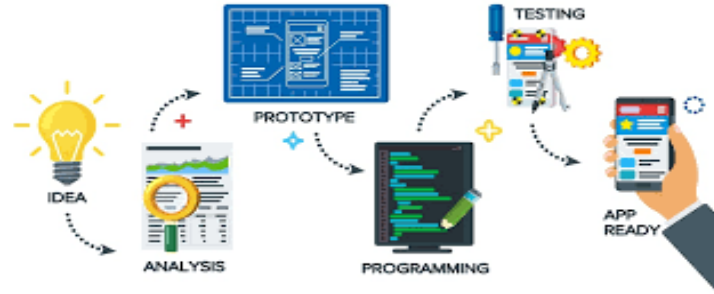 IDEA
ANALYSIS
PROTOTYPE
PROGRAMMING
TESTING
APP
READY